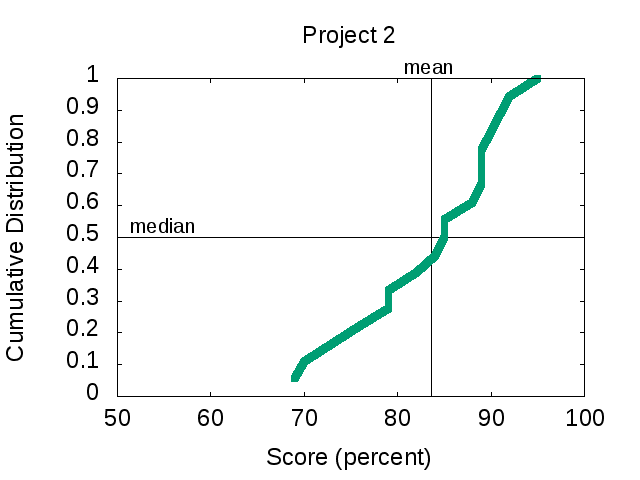 Project 2
mean
1
0.9
0.8
0.7
0.6
0.5
0.4
0.3
0.2
0.1
0
median
Cumulative Distribution
50 60 70 80 90 100
Score (percent)